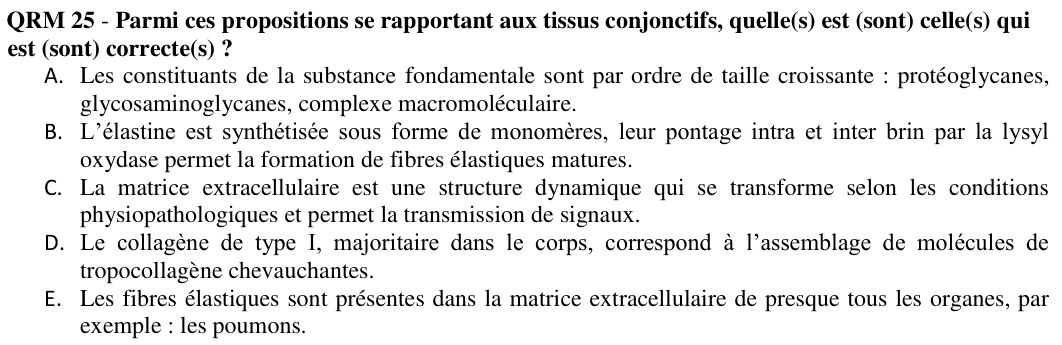 QRM 25 - Parmi ces propositions se rapportant aux tissus conjonctifs, quelle(s) est (sont) celle(s) qui
est (sont) correcte(s) ?
A. Les constituants de la substance fondamentale sont par ordre de taille croissante : protéoglycanes,
glycosaminoglycanes, complexe macromoléculaire.
B. L’élastine est synthétisée sous forme de monomères, leur pontage intra et inter brin par la lysyl
oxydase permet la formation de fibres élastiques matures.
C. La matrice extracellulaire est une structure dynamique qui se transforme selon les conditions
physiopathologiques et permet la transmission de signaux.
D. Le collagène de type I, majoritaire dans le corps, correspond à l’assemblage de molécules de
tropocollagène chevauchantes.
E. Les fibres élastiques sont présentes dans la matrice extracellulaire de presque tous les organes, par
exemple : les poumons.